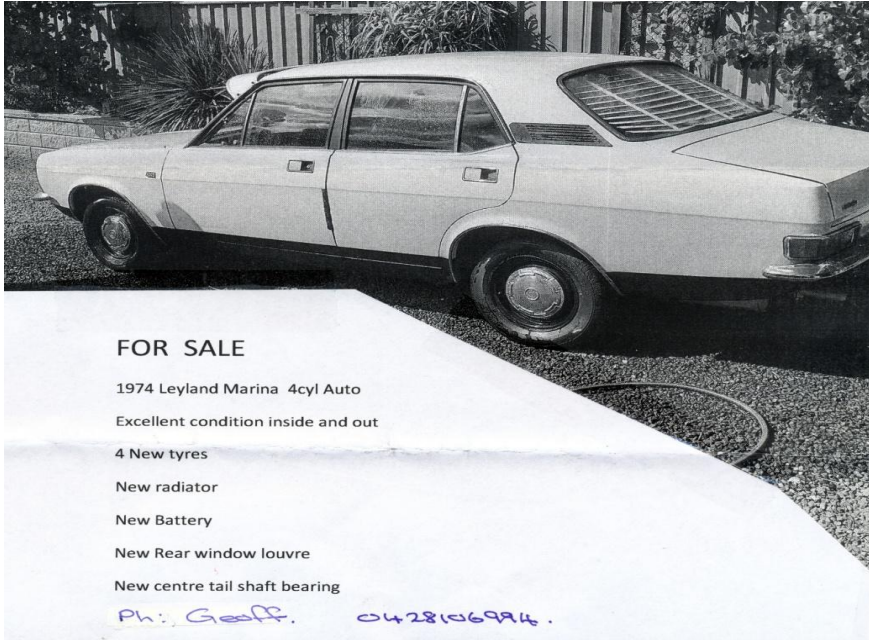 FOR SALE
1974 Leyland Marina 4cyl Auto
Excellent condition inside and out
4 New tyres
New radiator
New Battery
New Rear window louvre
New centre tail shaft bearing
Ph: Geoff. 0428106994.